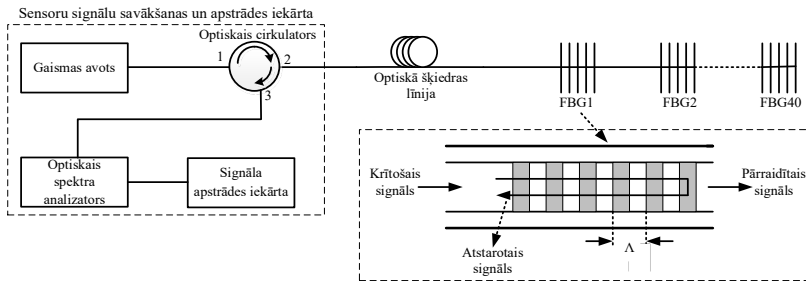 Sensoru signālu savākšanas un apstrādes iekārta
Optiskais cirkulators
Gaismas avots
1
2
3
Optiskā šķiedras
līnija
FBG1
FBG2
FBG40
Optiskais
spektra
analizators
Signāla
apstrādes iekārta
Krītošais
signāls
Pārraidītais
signāls
Atstarotais
signāls
Λ